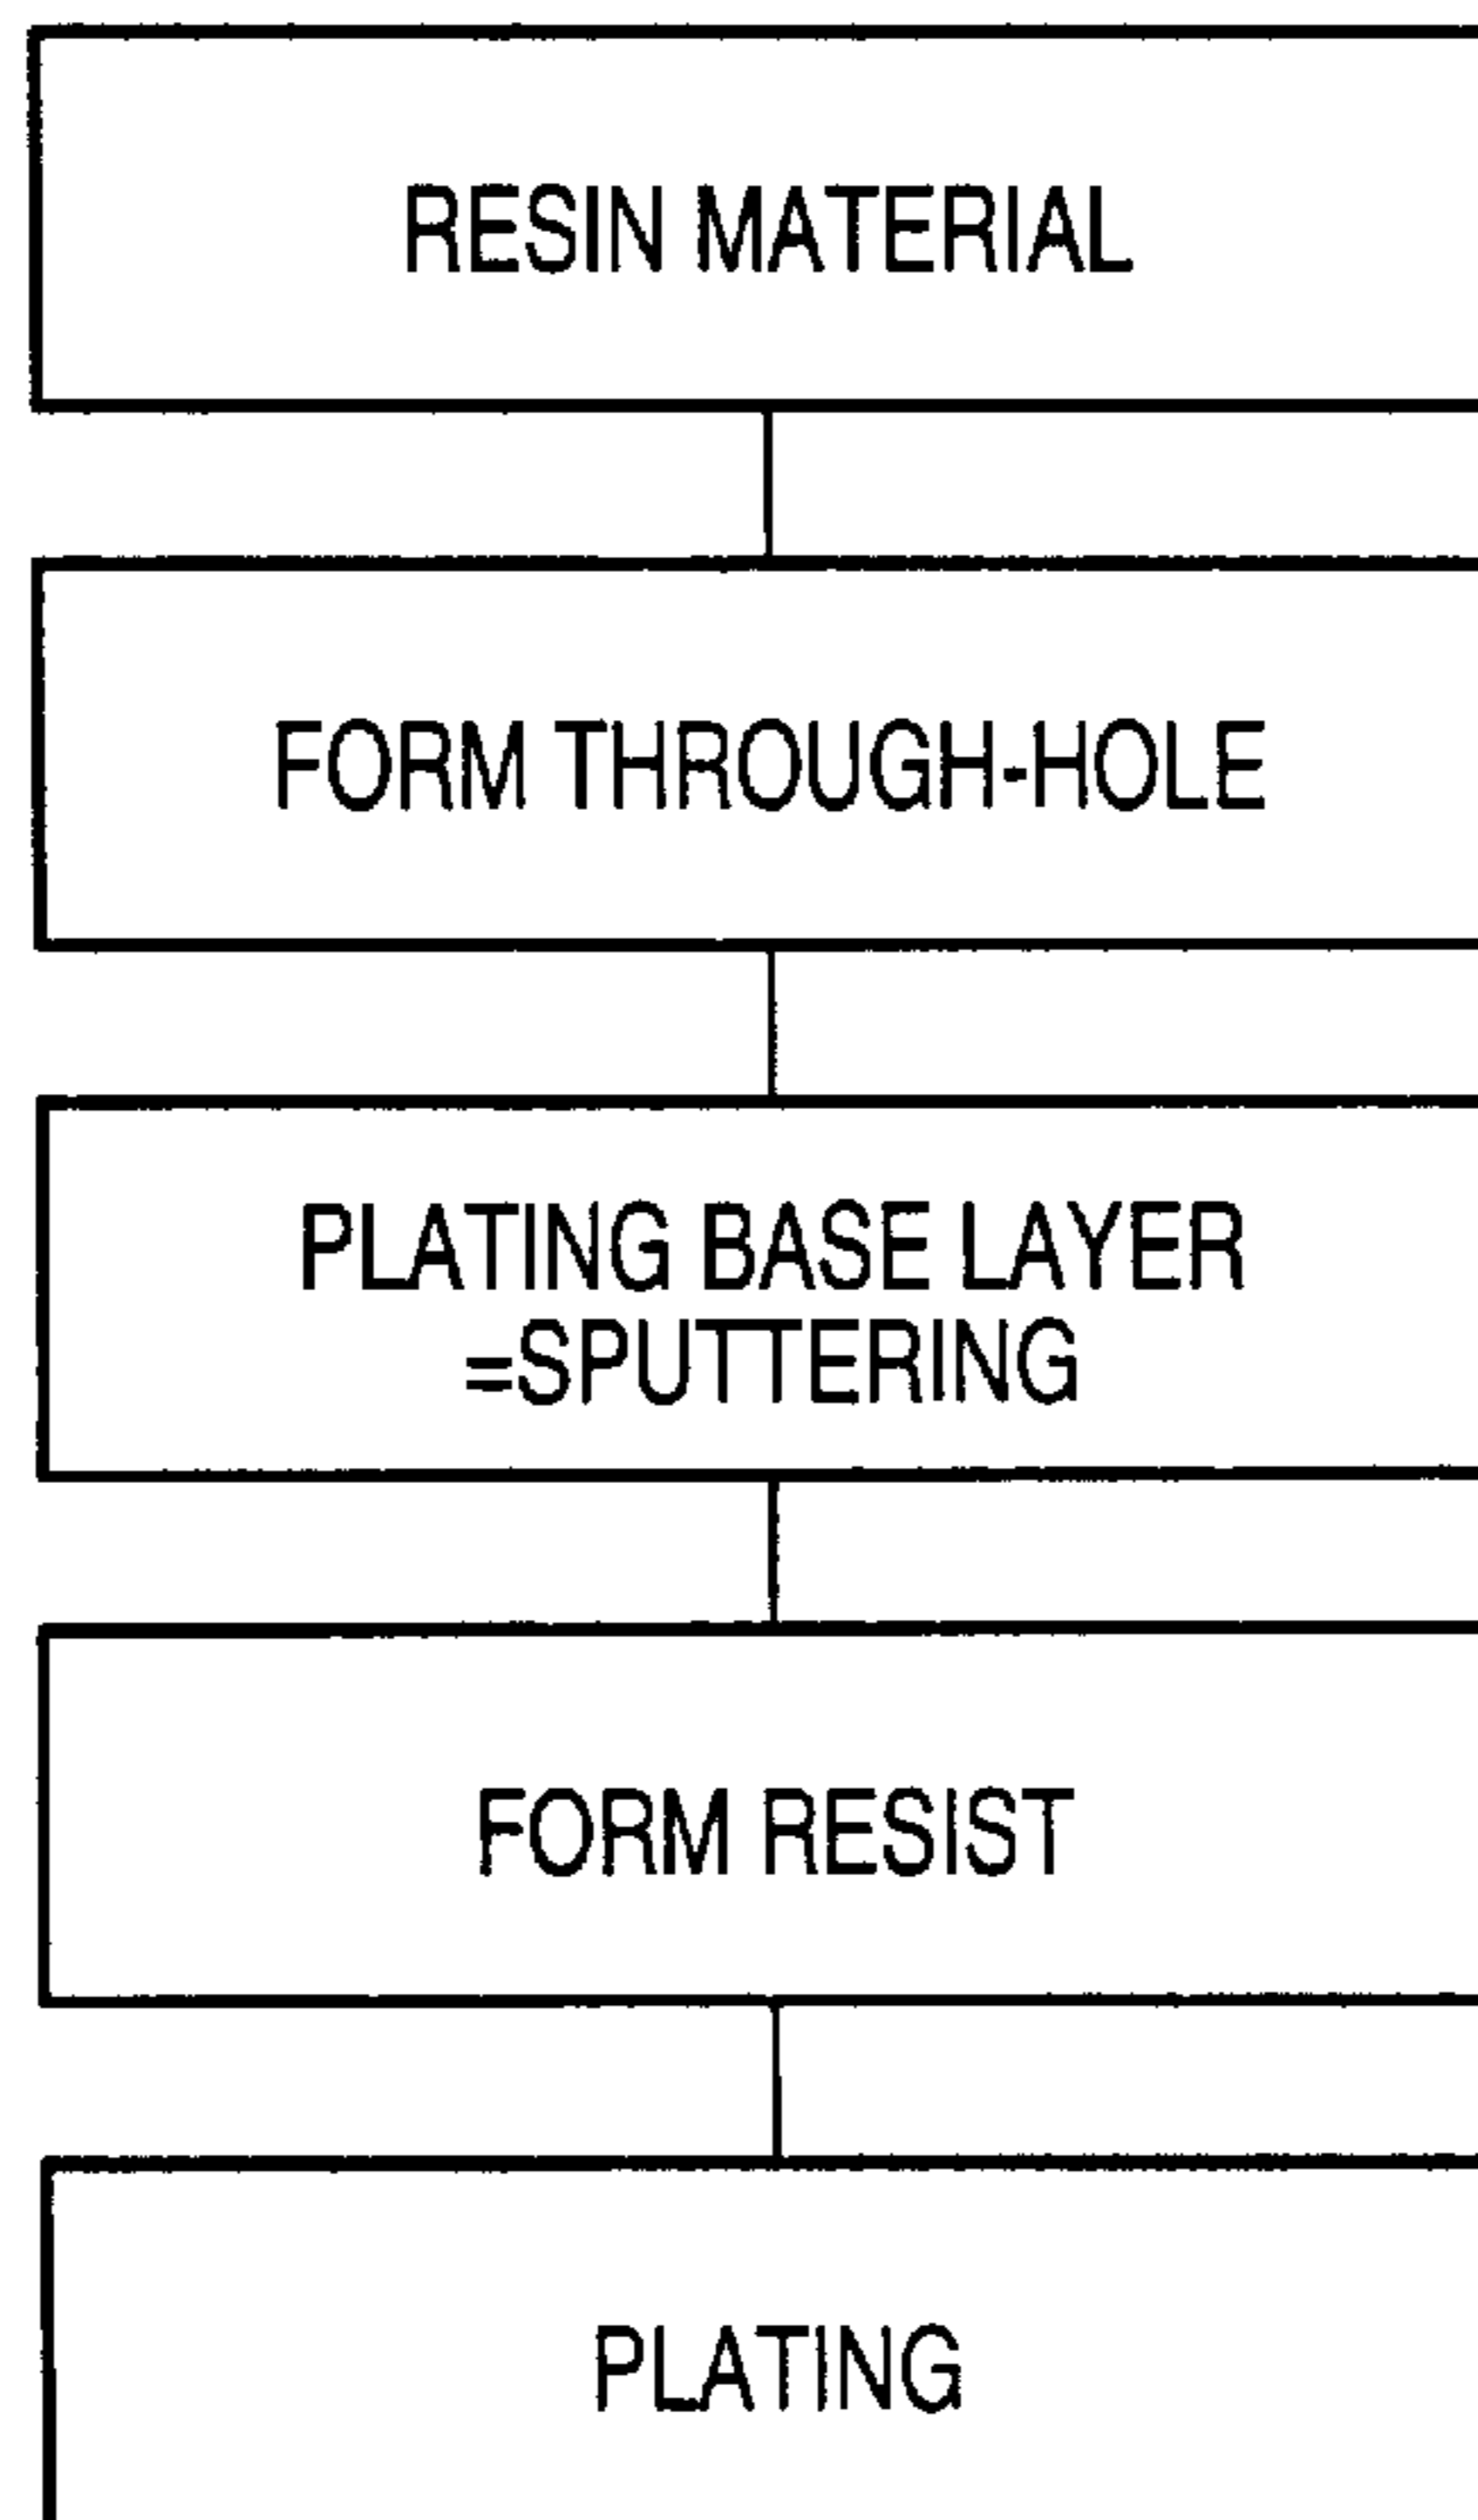 RESIN MATERIAL
FORM THROUGH-HOLE
PLATING BASE LAYER
=SPUTTERING
FORM RESIST
PLATING